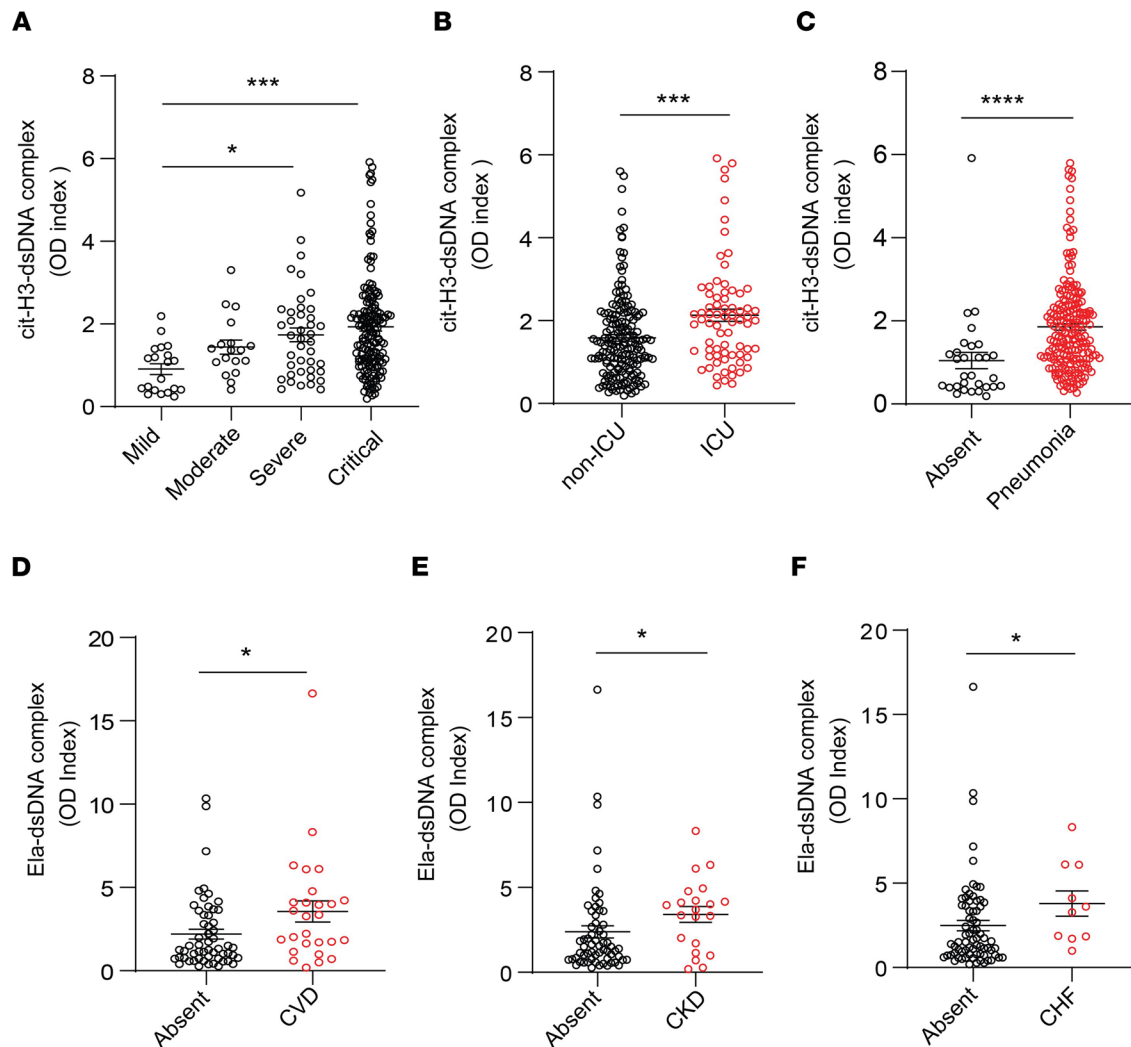 A
cit-H3-dsDNA complex
(OD index )
8
6
4
2
0
***
*
Mild
Moderate
Severe
Critical
B
cit-H3-dsDNA complex
(OD index )
8
6
4
2
0
***
non-ICU
ICU
C
cit-H3-dsDNA complex
(OD index )
8
6
4
2
0
****
Absent
Pneumonia
D
Ela-dsDNA complex
(OD Index)
20
15
10
5
0
*
Absent
CVD
E
Ela-dsDNA complex
(OD Index)
20
15
10
5
0
*
Absent
CKD
F
Ela-dsDNA complex
(OD Index)
20
15
10
5
0
*
Absent
CHF